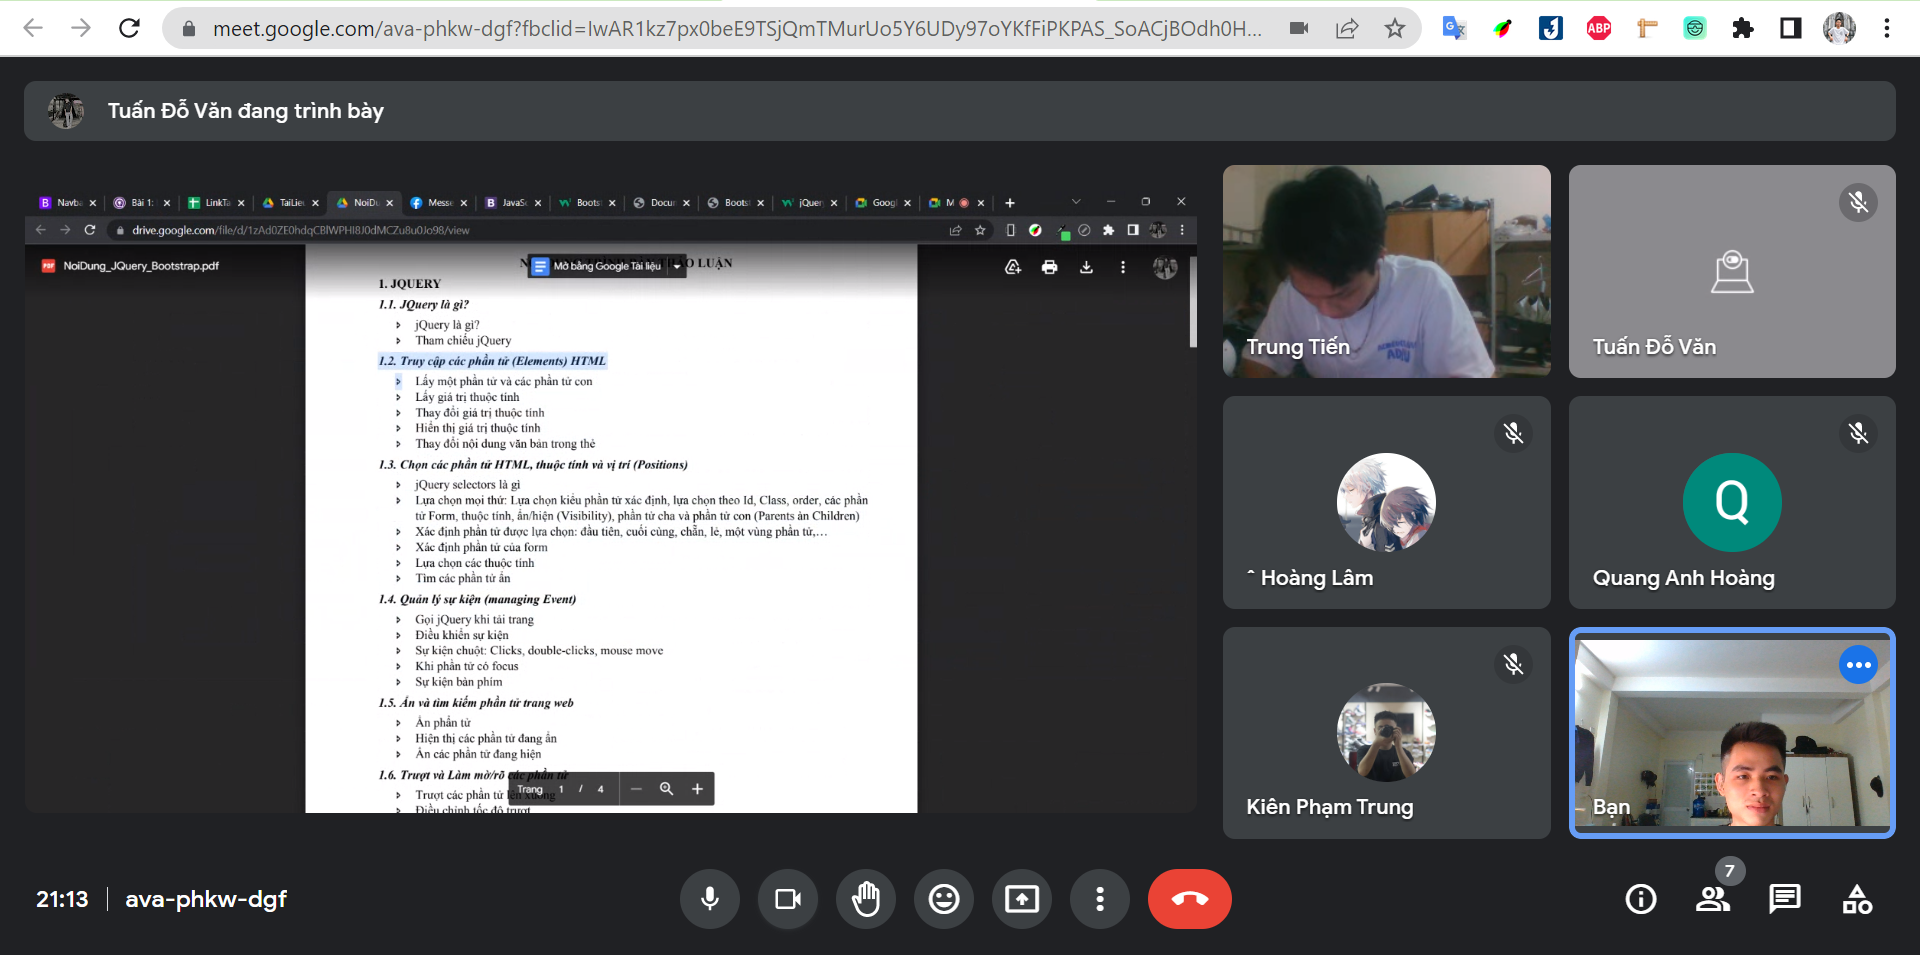 meet.google.com/ava-phkw-dgf?fbclid=IwAR1kz7px0beE9TSjQmTMurUo5Y6UDy97oYKfFiPKPAS_SoACjBOdh0H...
ABP
Tuấn Đỗ Văn đang trình bày
Navba
Bài 1:
LinkTa
TaiLieu
NoiDu
Messe
JavaSc
Bootst
Docum
Bootst
jQuery
Googl
M
drive.google.com/file/d/1zAd0ZE0hdqCBlWPHI8J0dMCZu8u0Jo98/view
NoiDung_JQuery_Bootstrap.pdf
Mở bằng Google Tài liệu
LUẬN
1. JQUERY
1.1. JQuery là gì?
jQuery là gì?
Tham chiếu jQuery
1.2. Truy cập các phần tử (Elements) HTML
Lấy một phần tử và các phần tử con
Lấy giá trị thuộc tính
Thay đổi giá trị thuộc tính
Hiển thị giá trị thuộc tính
Thay đổi nội dung văn bản trong thẻ
1.3. Chọn các phần tử HTML, thuộc tính và vị trí (Positions)
jQuery selectors là gì
Lựa chọn mọi thứ: Lựa chọn kiểu phần tử xác định, lựa chọn theo Id, Class, order, các phần
tử Form, thuộc tính, ẩn/hiện (Visibility), phần tử cha và phần tử con (Parents àn Children)
Xác định phần tử được lựa chọn: đầu tiên, cuối cùng, chẵn, lẻ, một vùng phần tử,...
Xác định phần tử của form
Lựa chọn các thuộc tính
Tìm các phần tử ẩn
1.4. Quản lý sự kiện (managing Event)
Gọi jQuery khi tải trang
Điều khiển sự kiện
Sự kiện chuột: Clicks, double-clicks, mouse move
Khi phần tử có focus
Sự kiện bàn phím
1.5. Ẩn và tìm kiếm phần tử trang web
Ẩn phần tử
Hiện thị các phần tử đang ẩn
Ẩn các phần tử đang hiện
1.6. Trượt và Làm mờ/rõ các phần tử
Trượt các phần tử lên xuống
Điều chỉnh tốc độ trượt
Trang 1 / 4
Trung Tiến
Tuấn Đỗ Văn
ˆ Hoàng Lâm
Q
Quang Anh Hoàng
Kiên Phạm Trung
Bạn
21:13
ava-phkw-dgf
7